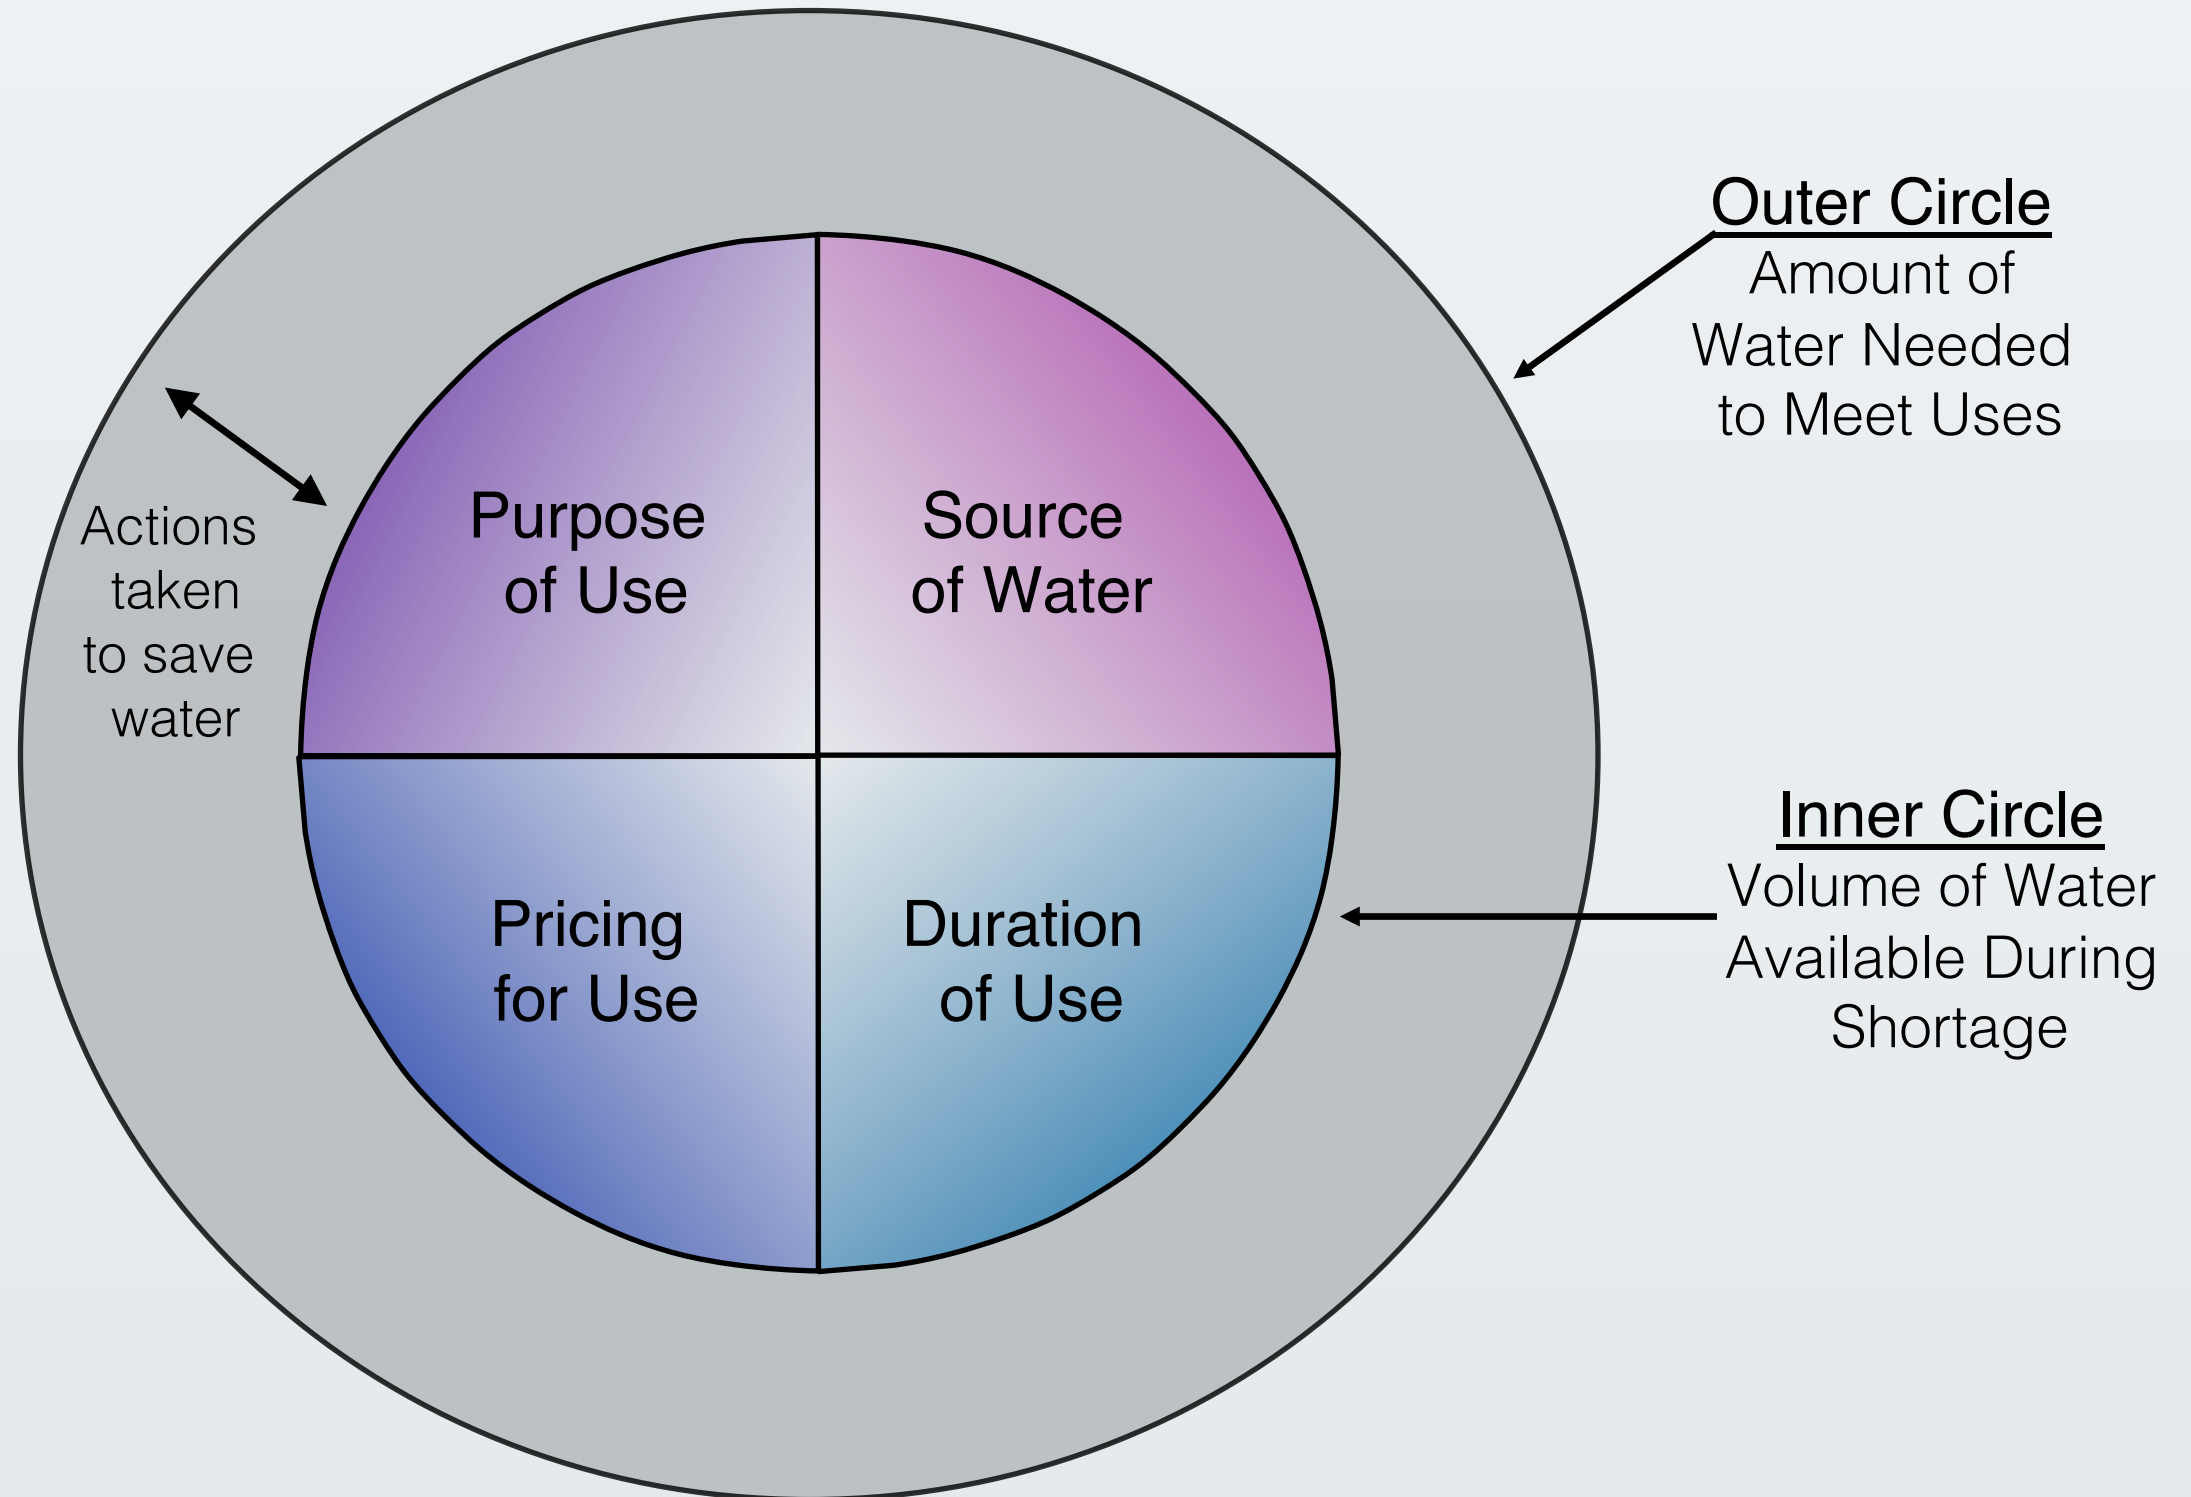 Outer Circle
Amount of
Water Needed
to Meet Uses
Actions
taken
to save
water
Purpose
of Use
Source
of Water
Pricing
for Use
Duration
of Use
Inner Circle
Volume of Water
Available During
Shortage